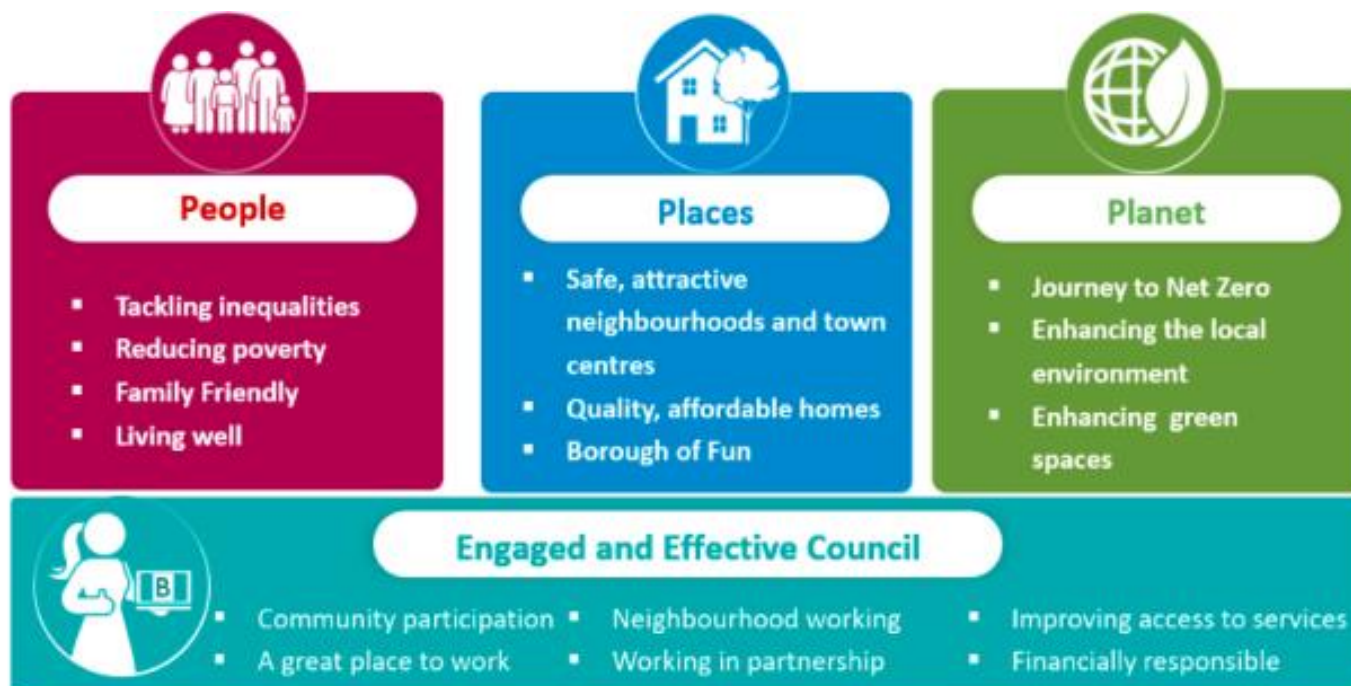 People
▪ Tackling inequalities
▪ Reducing poverty
▪ Family Friendly
▪ Living well
Places
▪ Safe, attractive
neighbourhoods and town
centres
▪ Quality, affordable homes
▪ Borough of Fun
Planet
▪ Journey to Net Zero
▪ Enhancing the local
environment
▪ Enhancing green
spaces
Engaged and Effective Council
B
▪ Community participation
▪ A great place to work
▪ Neighbourhood working
▪ Working in partnership
▪ Improving access to services
▪ Financially responsible